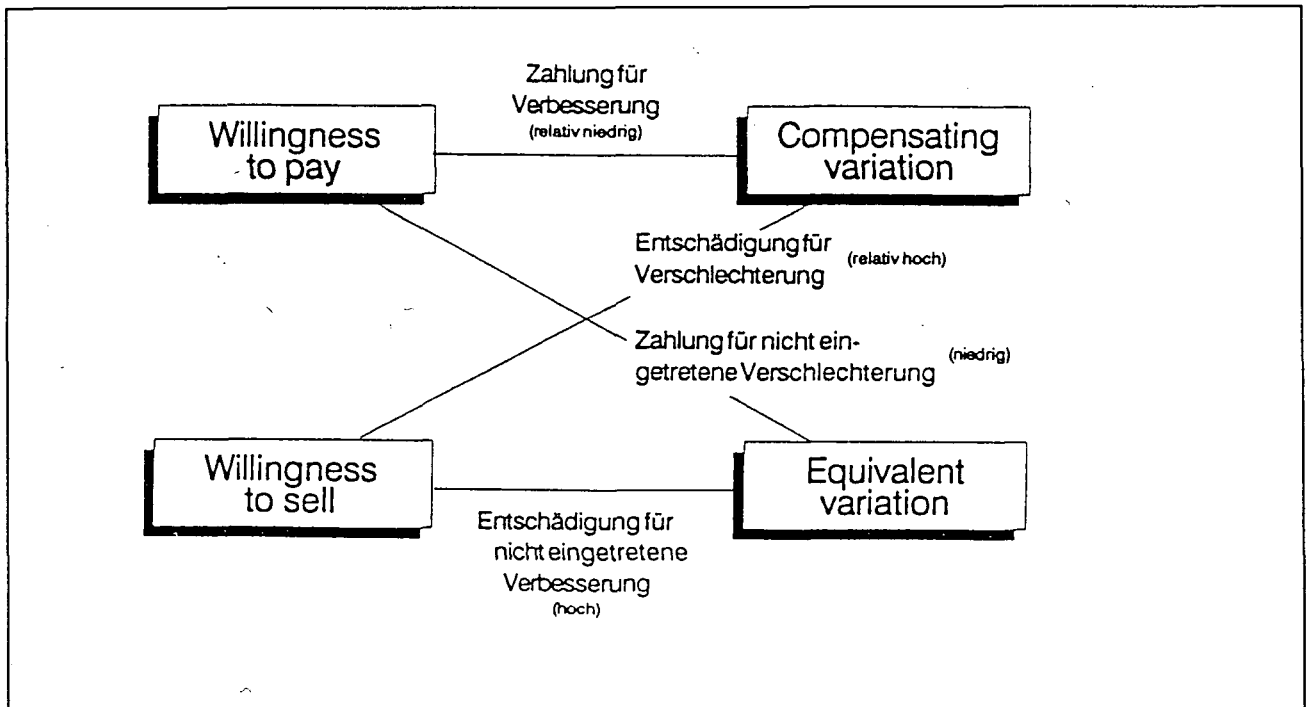 Zahlung für
Verbesserung
(relativ niedrig)
Willingness
to pay
Compensating
variation
Entschädigung für
Verschlechterung
(relativ hoch)
Zahlung für nicht ein-
getretene Verschlechterung
(niedrig)
Willingness
to sell
Equivalent
variation
Entschädigung für
nicht eingetretene
Verbesserung
(hoch)